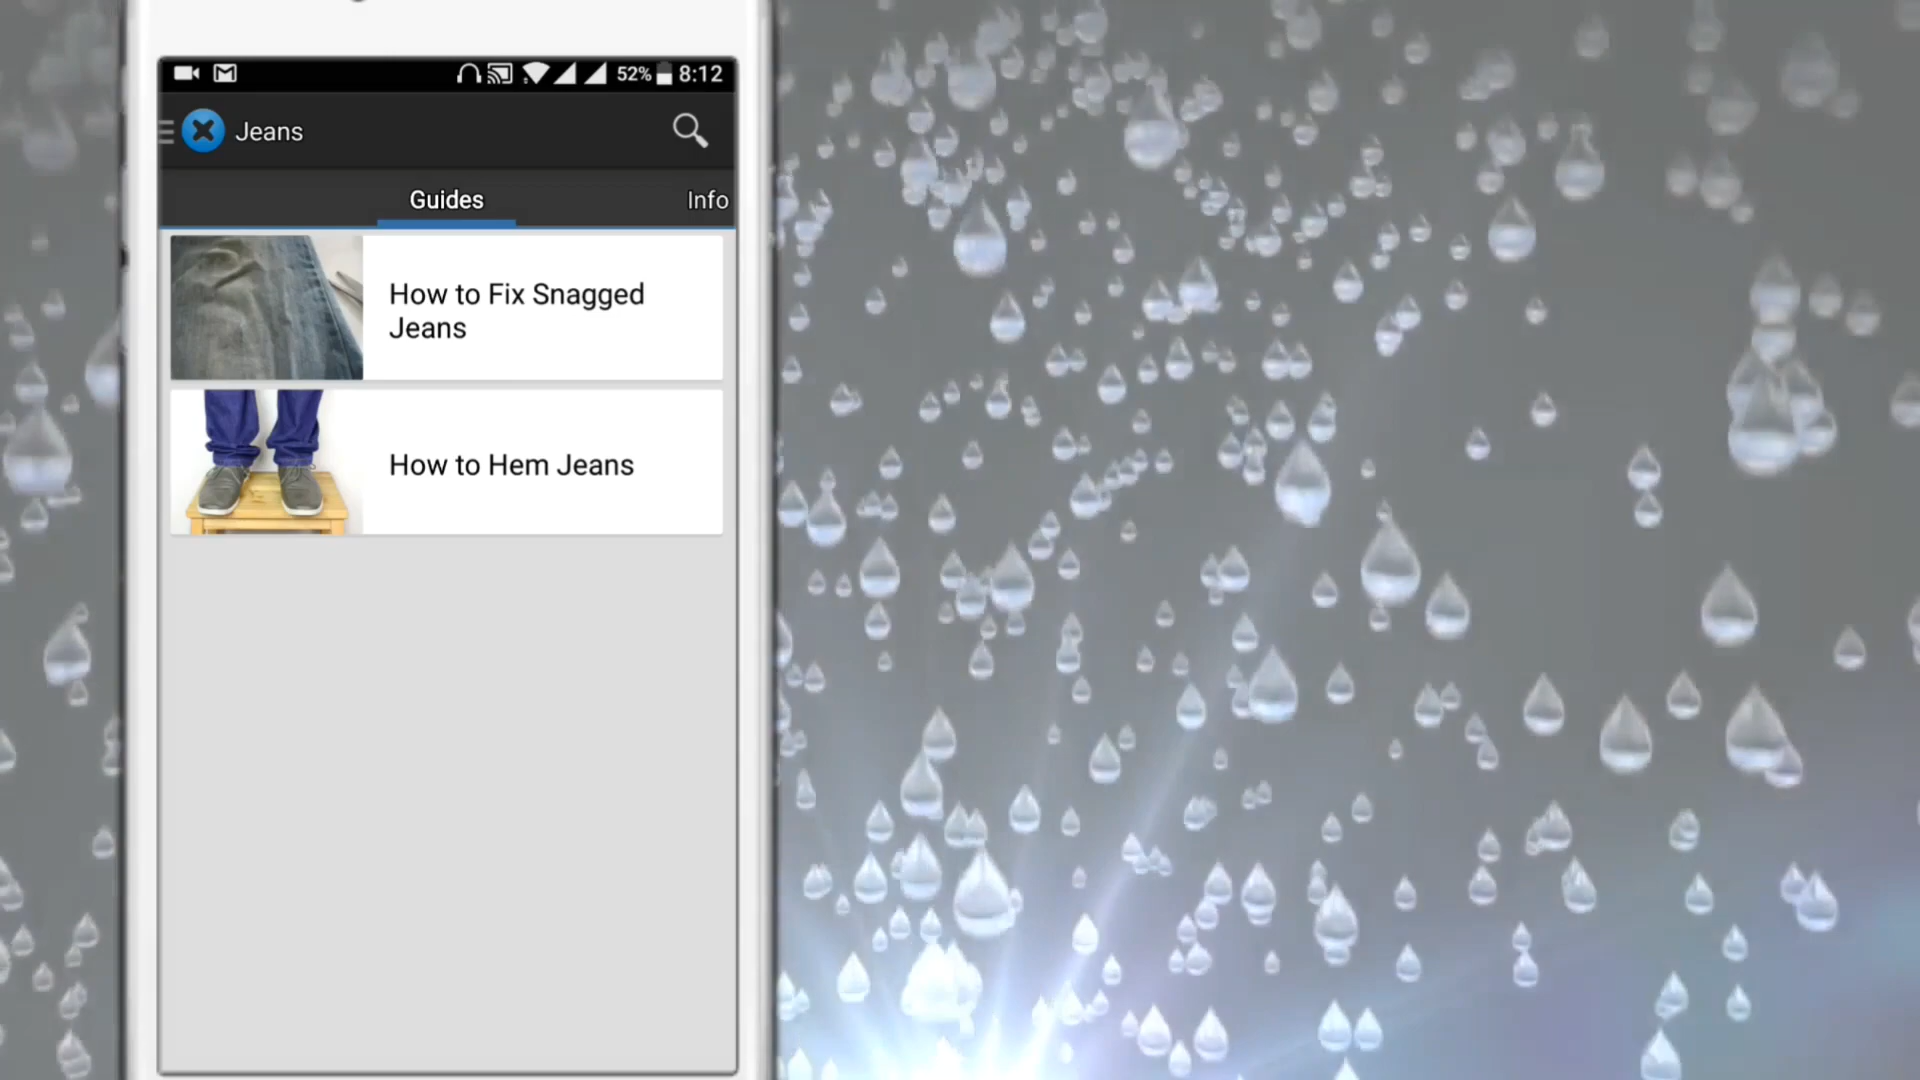 52% 8:12
Jeans
Guides Info
How to Fix Snagged
Jeans
How to Hem Jeans